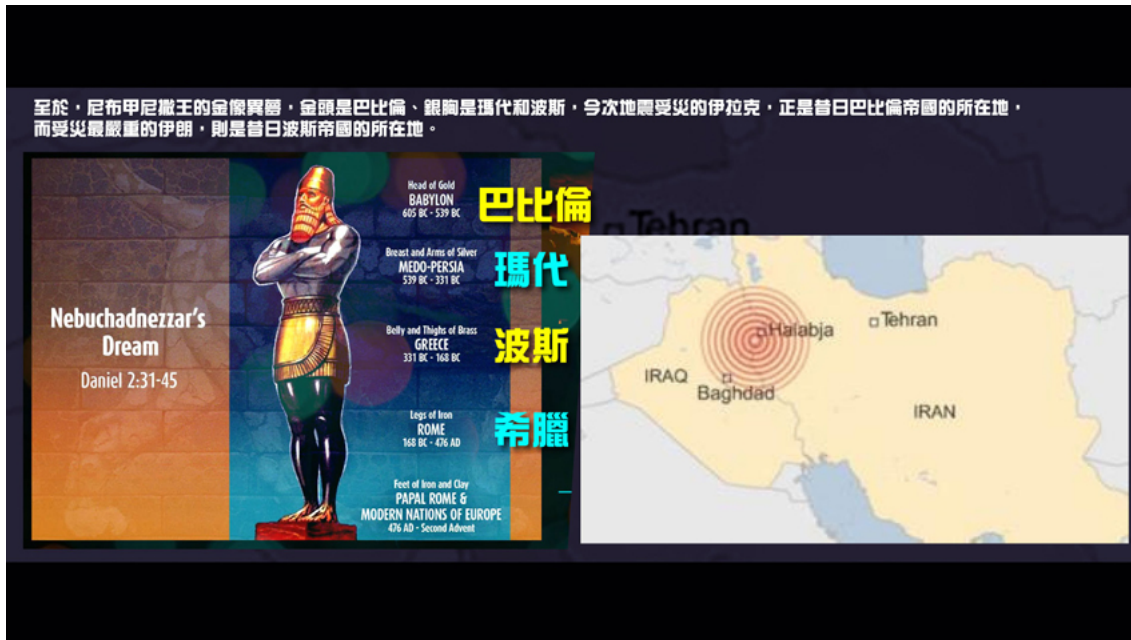 至於，尼布甲尼撒王的金像異夢，金頭是巴比倫、銀胸是瑪代和波斯，今次地震受災的伊拉克，正是昔日巴比倫帝國的所在地，
而受災最嚴重的伊朗，則是昔日波斯帝國的所在地。
Nebuchadnezzar's
Dream
Daniel 2:31-45
Head of Gold
BABYLON
605 BC - 539 BC
巴比倫
Breast and Arms of Silver
MEDO-PERSIA
539 BC - 331 BC
瑪代
Belly and Thighs of Brass
GREECE
331 BC - 168 BC
波斯
Legs of Iron
ROME
168 BC - 476 AD
希臘
Feet of Iron and Clay
PAPAL ROME &
MODERN NATIONS OF EUROPE
476 AD - Second Advent
Tehran
Halabja
Tehran
IRAQ
Baghdad
IRAN